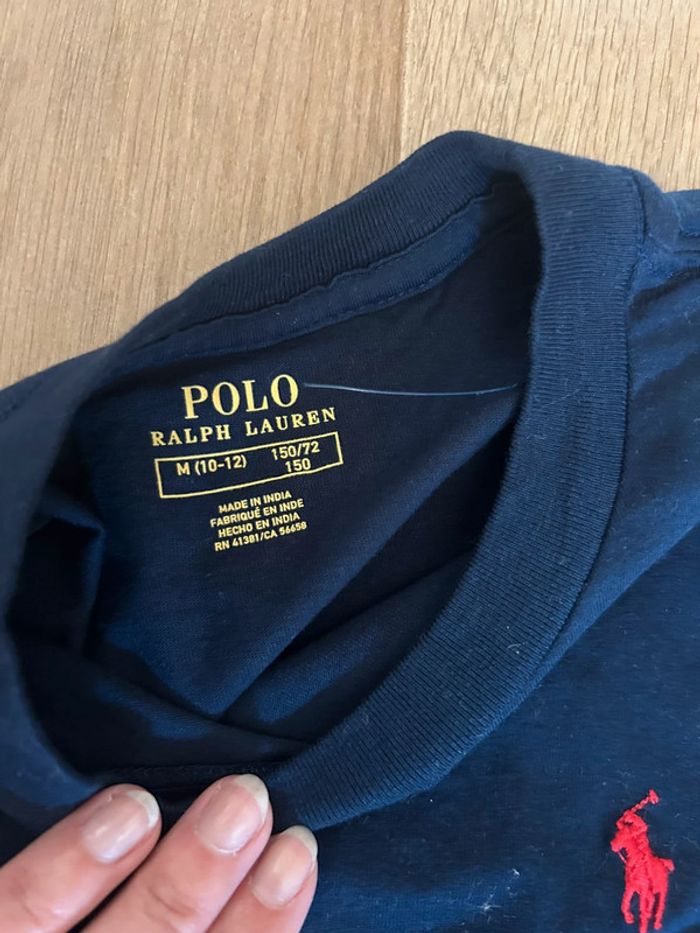 POLO
RALPH LAUREN
M (10-12) 150/72
150
MADE IN INDIA
FABRIQUÉ EN INDE
HECHO EN INDIA
RN 41381/CA 56658